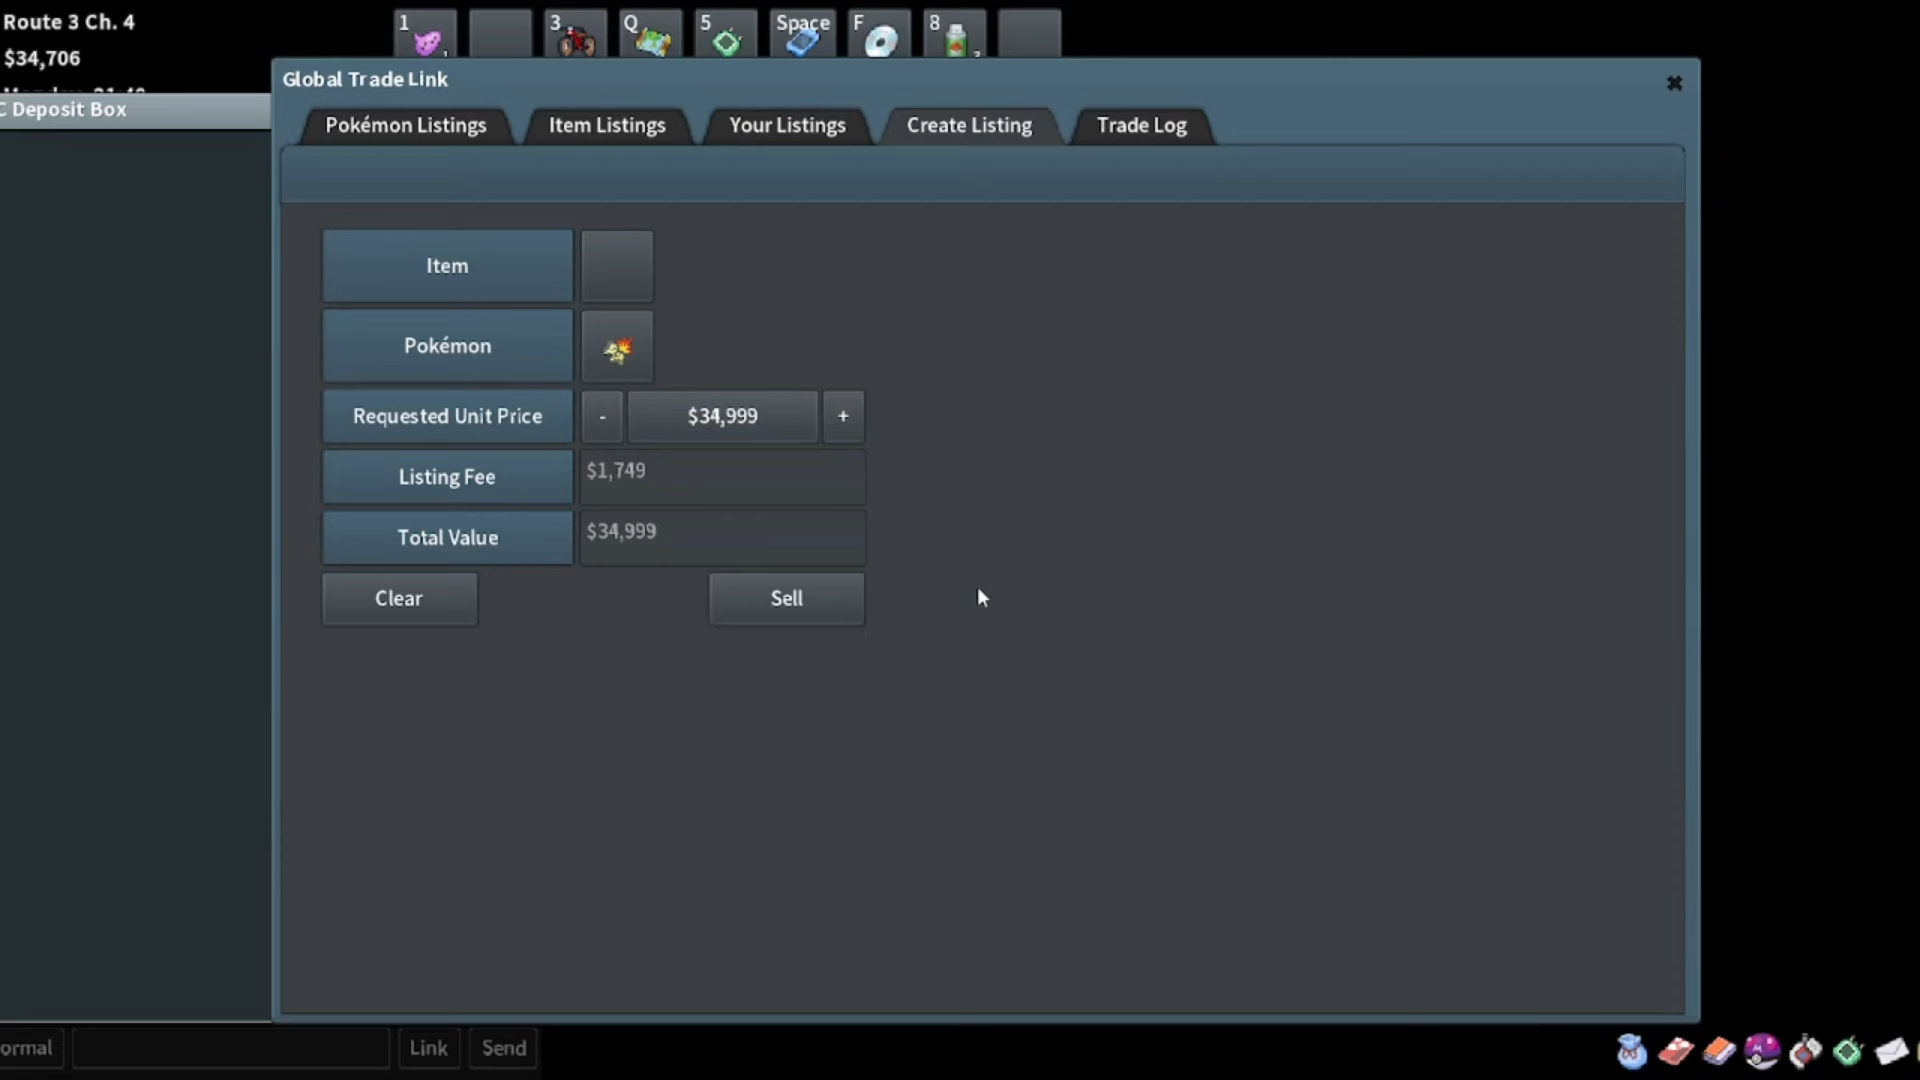 Route 3 Ch. 4
$34,706
1
3
Q
5
Space
F
8
C Deposit Box
Global Trade Link
Pokémon Listings
Item Listings
Your Listings
Create Listing
Trade Log
Item
Pokémon
Requested Unit Price
-
$34,999
+
Listing Fee
$1,749
Total Value
$34,999
Clear
Sell
ormal
Link
Send